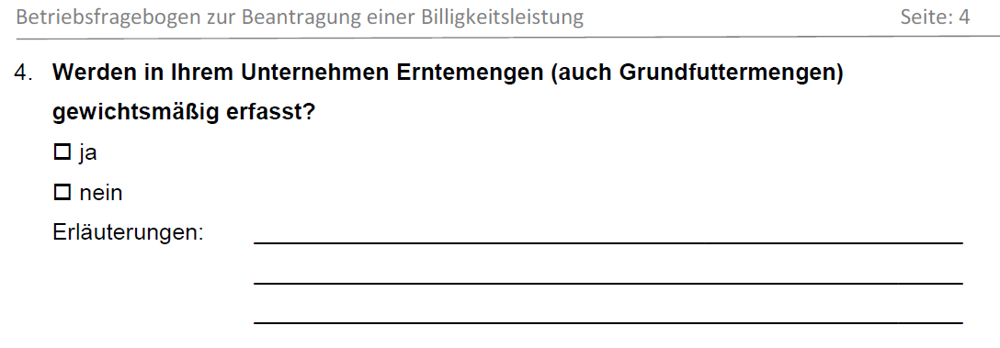 Betriebsfragebogen zur Beantragung einer Billigkeitsleistung Seite: 4
4. Werden in Ihrem Unternehmen Erntemengen (auch Grundfuttermengen)
gewichtsmäßig erfasst?
☐ ja
☐ nein
Erläuterungen: